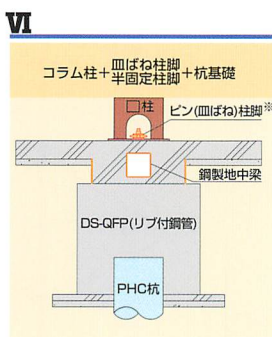 VI
コラム柱＋皿ばね柱脚
半固定柱脚＋杭基礎
口柱
ピン(皿ばね)柱脚※
鋼製地中梁
DS-QFP(リブ付鋼管)
PHC杭